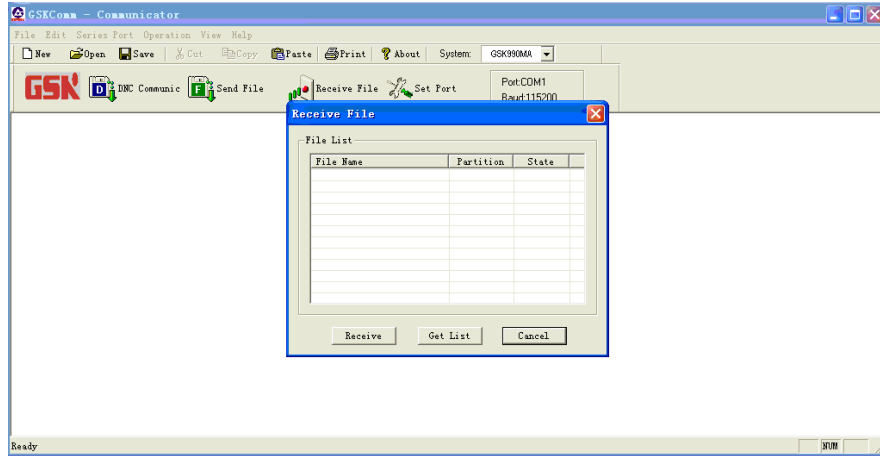 GSKComm - Communicator
File Edit Series Port Operation View Help
New Open Save Cut Copy Paste Print About System: GSK990MA
GSK DNC Communic Send File Receive File Set Port Port:COM1
Baud:115200
Receive File
File List
File Name Partition State
Receive Get List Cancel
Ready NUM